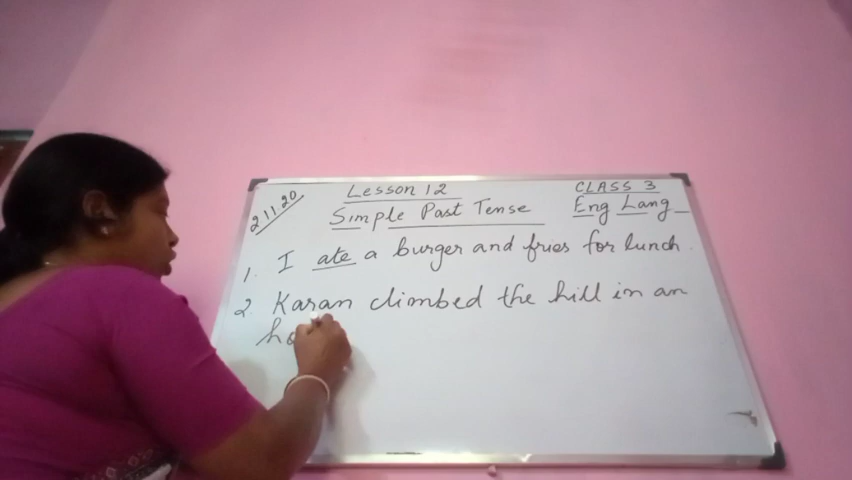 2 11 20
Lesson 12
CLASS 3
Simple Past Tense
Eng Lang
1. I ate a burger and fries for lunch.
2. Karan climbed the hill in an
ho